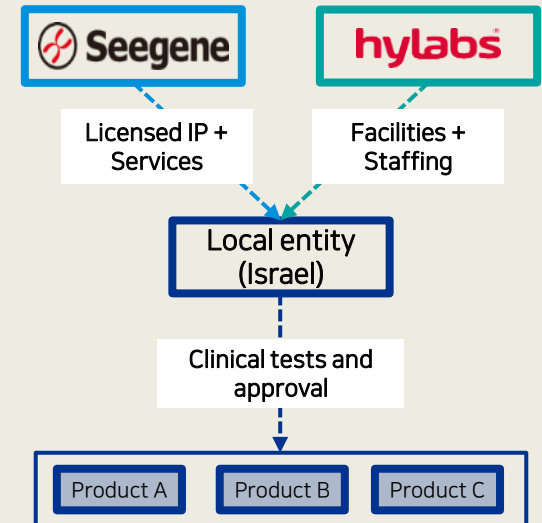 Seegene
hylabs®
Licensed IP +
Services
Facilities +
Staffing
Local entity
(Israel)
Clinical tests and
approval
Product A
Product B
Product C